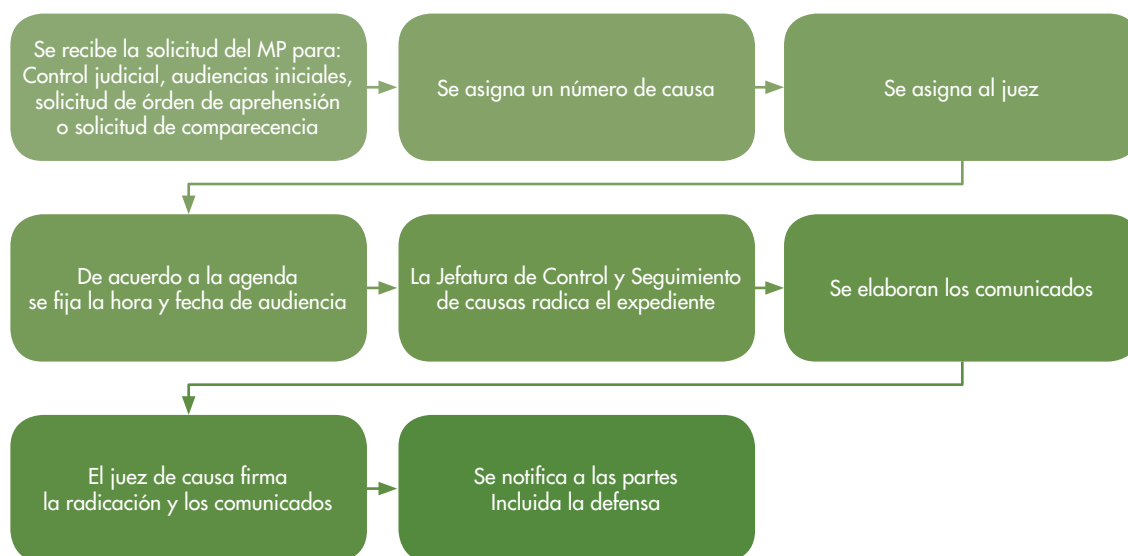 Se recibe la solicitud del MP para:
Control judicial, audiencias iniciales,
solicitud de órden de aprehensión
o solicitud de comparecencia
Se asigna un número de causa
Se asigna al juez
De acuerdo a la agenda
se fija la hora y fecha de audiencia
La Jefatura de Control y Seguimiento
de causas radica el expediente
Se elaboran los comunicados
El juez de causa firma
la radicación y los comunicados
Se notifica a las partes
Incluida la defensa